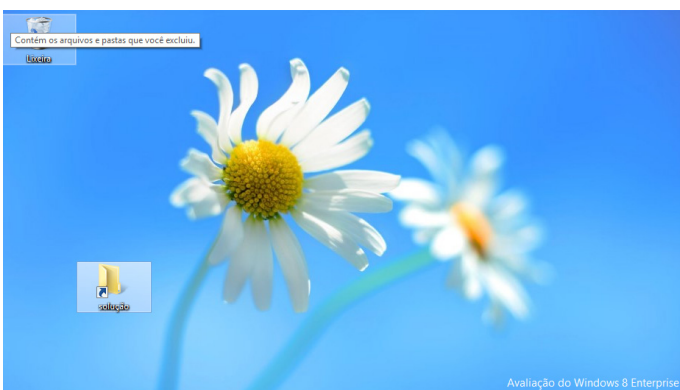 Contém os arquivos e pastas que você excluiu.
Lixeira
solução
Avaliação do Windows 8 Enterprise